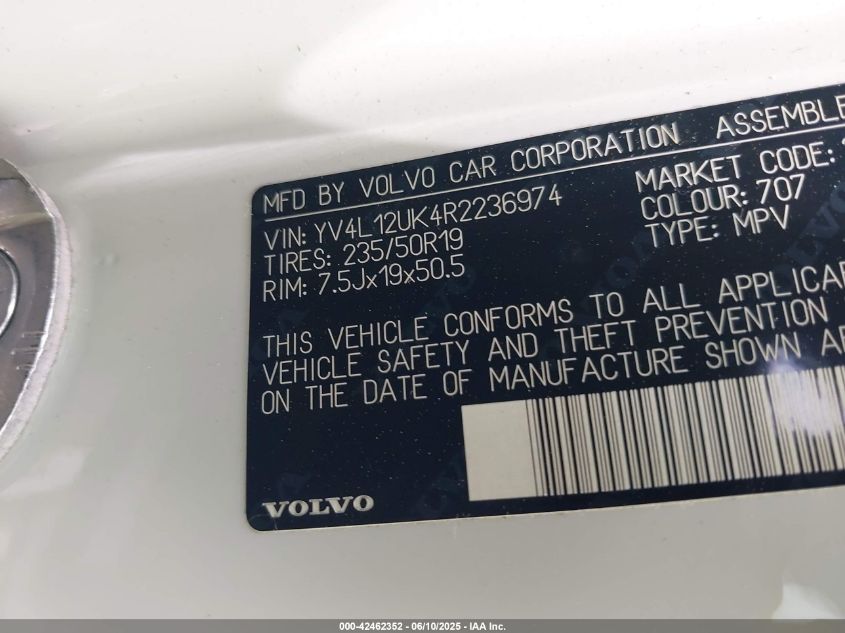 MFD BY VOLVO CAR CORPORATION ASSEMBLE
MARKET CODE:
VIN: YV4L12UK4R2236974
COLOUR: 707
TIRES: 235/50R19
TYPE: MPV
RIM: 7.5Jx19x50.5
THIS VEHICLE CONFORMS TO ALL APPLICA
VEHICLE SAFETY AND THEFT PREVENTION
ON THE DATE OF MANUFACTURE SHOWN A
VOLVO
000-42462352 - 06/10/2025 - IAA Inc.